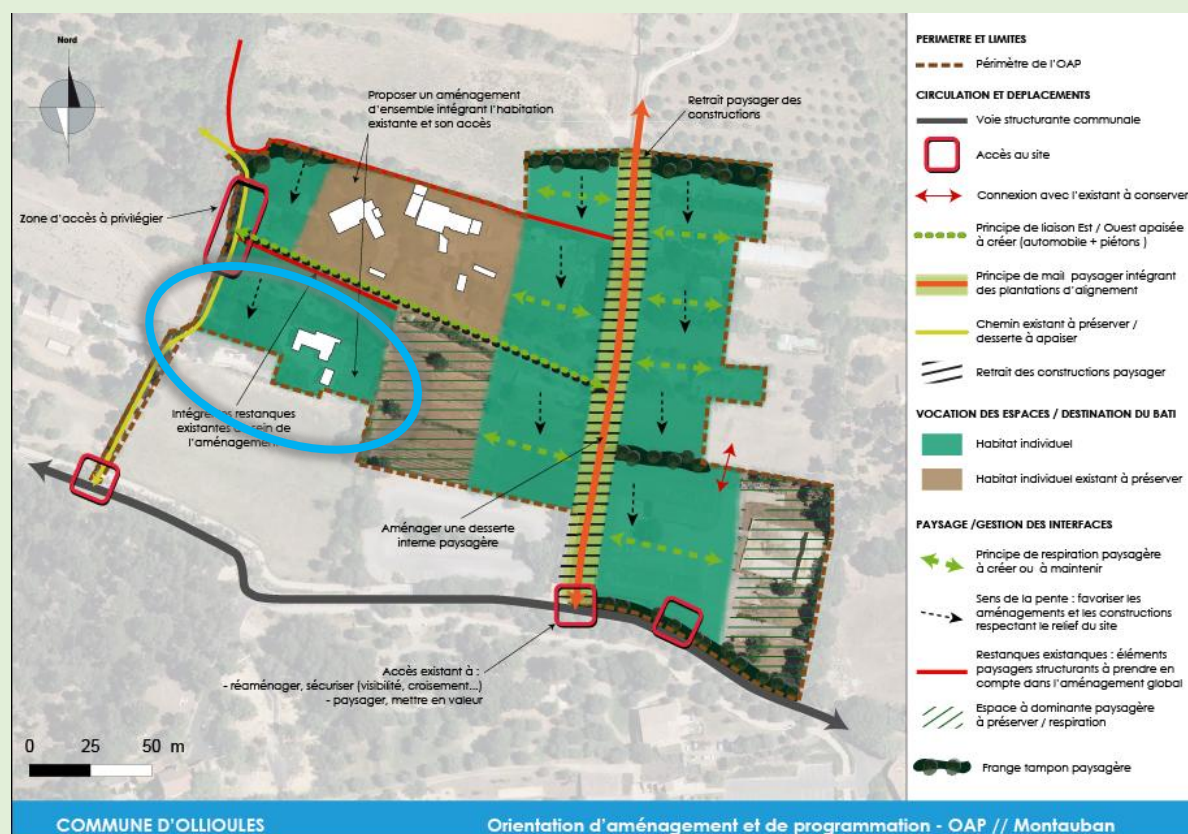 Nord
Proposer un aménagement
d'ensemble intégrant l'habitation
existante et son accès
Retrait paysager des
constructions
Zone d'accès à privilégier
restanques
existantes
l'aménagement
Aménager une desserte
interne paysagère
Accès existant à :
- réaménager, sécuriser (visibilité, croisement...)
- paysager, mettre en valeur
0 25 50 m
PERIMETRE ET LIMITES
Périmètre de l'OAP
CIRCULATION ET DEPLACEMENTS
Voie structurante communale
Accès au site
Connexion avec l'existant à conserver
Principe de liaison Est / Ouest apaisée
à créer (automobile + piétons )
Principe de mail paysager intégrant
des plantations d'alignement
Chemin existant à préserver /
desserte à apaiser
Retrait des constructions paysager
VOCATION DES ESPACES / DESTINATION DU BATI
Habitat individuel
Habitat individuel existant à préserver
PAYSAGE /GESTION DES INTERFACES
Principe de respiration paysagère
à créer ou à maintenir
Sens de la pente : favoriser les
aménagements et les constructions
respectant le relief du site
Restanques existanques : éléments
paysagers structurants à prendre en
compte dans l'aménagement global
Espace à dominante paysagère
à préserver / respiration
Frange tampon paysagère
COMMUNE D'OLLIOULES
Orientation d'aménagement et de programmation - OAP // Montauban